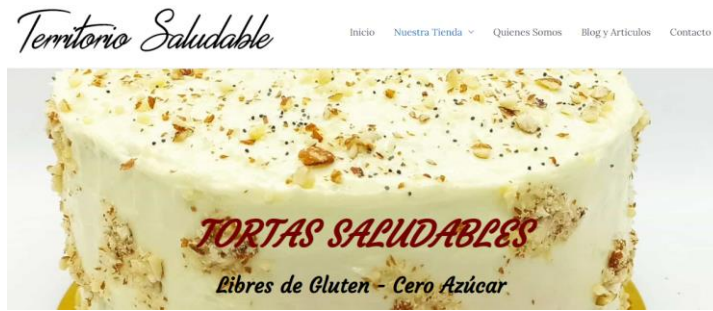 Territorio Saludable
Inicio Nuestra Tienda Quienes Somos Blog y Articulos Contacto
TORTAS SALUDABLES
Libres de Gluten - Cero Azúcar